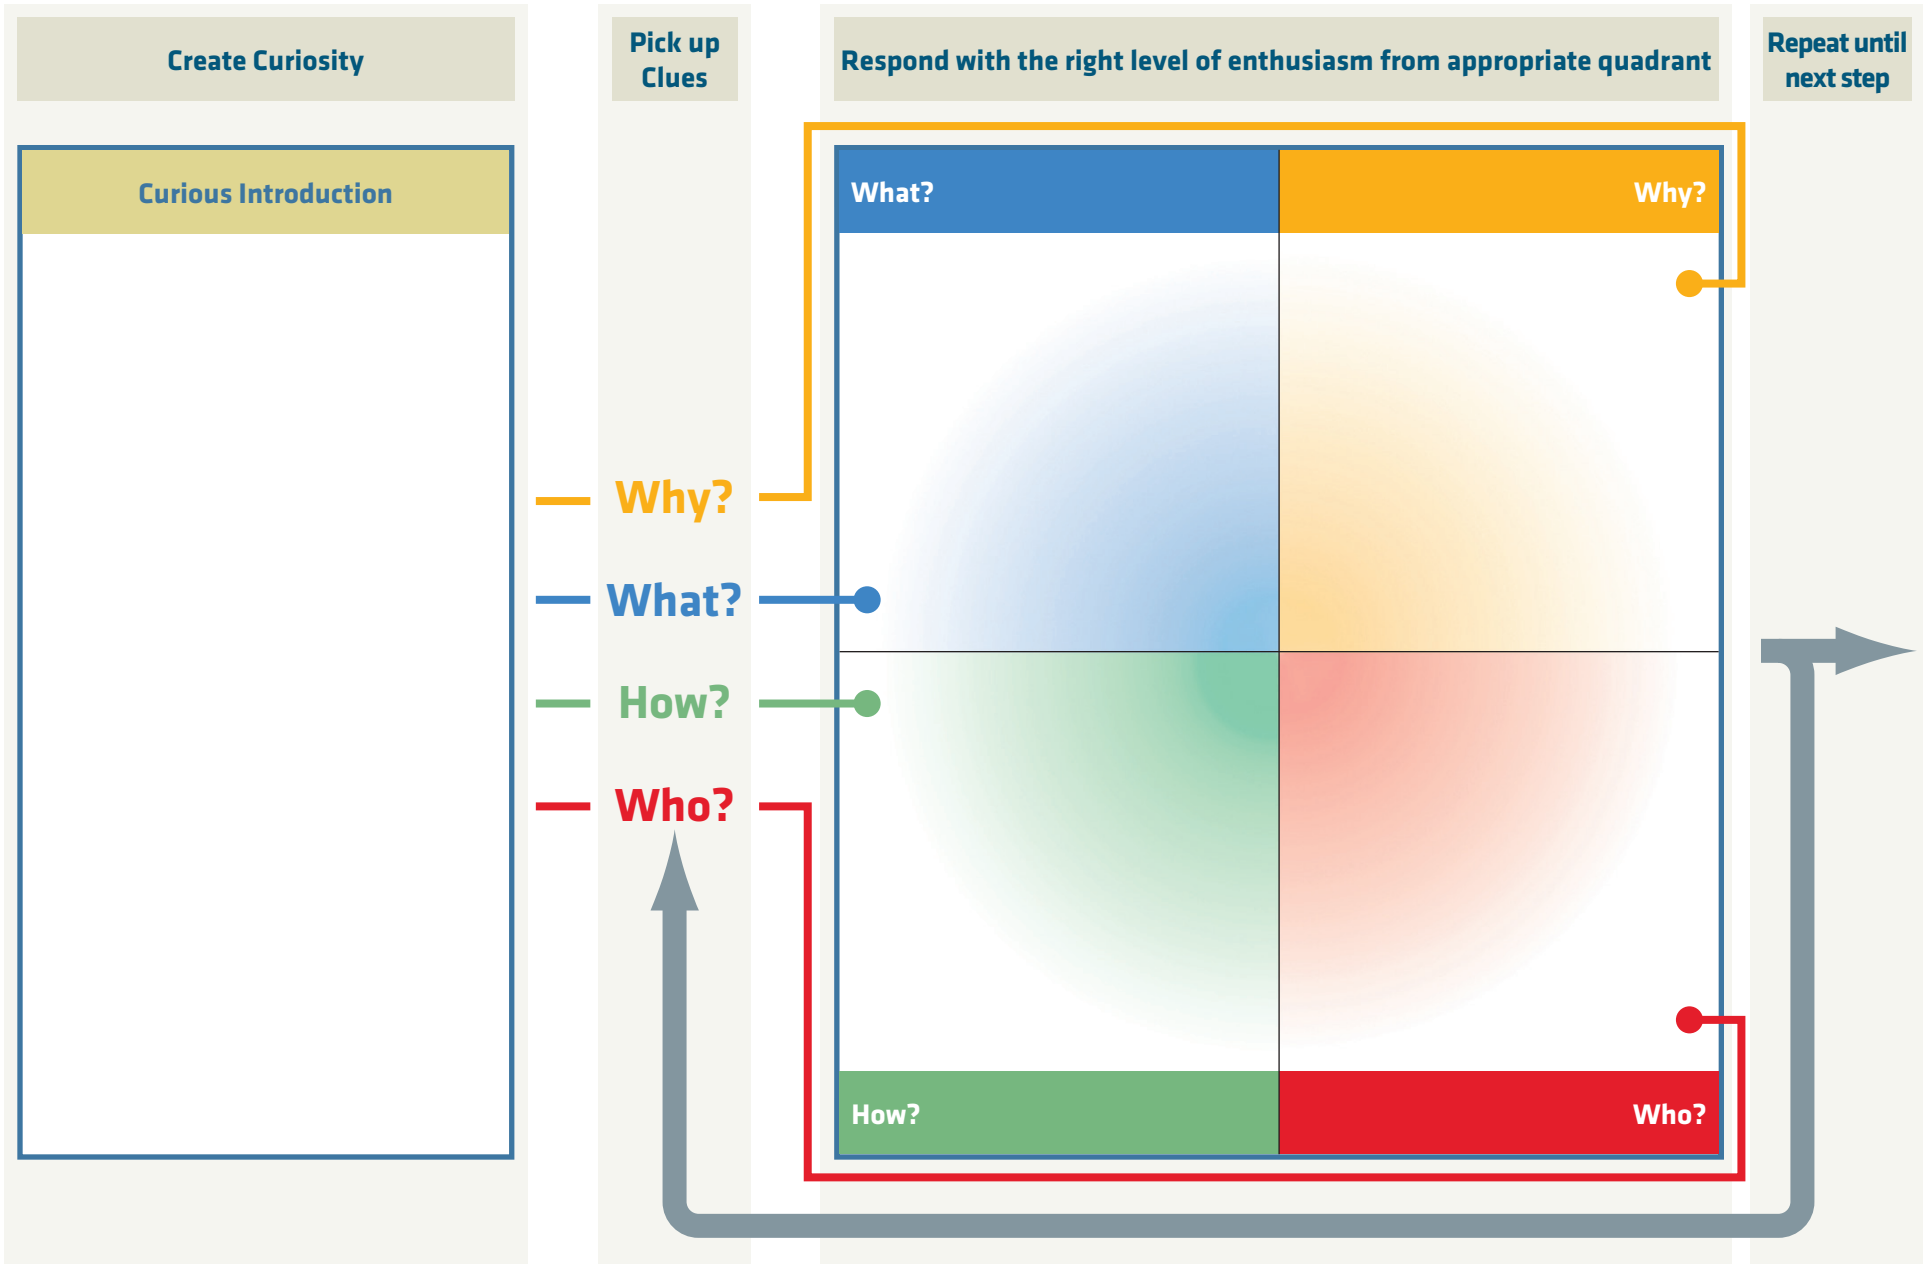 Create Curiosity
Pick up
Clues
Respond with the right level of enthusiasm from appropriate quadrant
Repeat until
next step
Curious Introduction
What?
Why?
Why?
What?
How?
Who?
How?
Who?